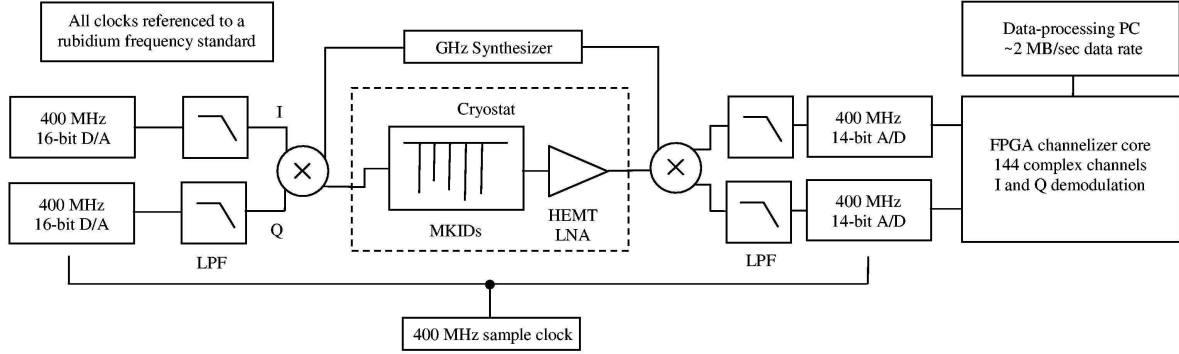 All clocks referenced to a
rubidium frequency standard
GHz Synthesizer
Data-processing PC
~2 MB/sec data rate
Cryostat
400 MHz
16-bit D/A
I
400 MHz
14-bit A/D
FPGA channelizer core
144 complex channels
I and Q demodulation
400 MHz
16-bit D/A
Q
LPF
MKIDs
HEMT
LNA
400 MHz
14-bit A/D
LPF
400 MHz sample clock